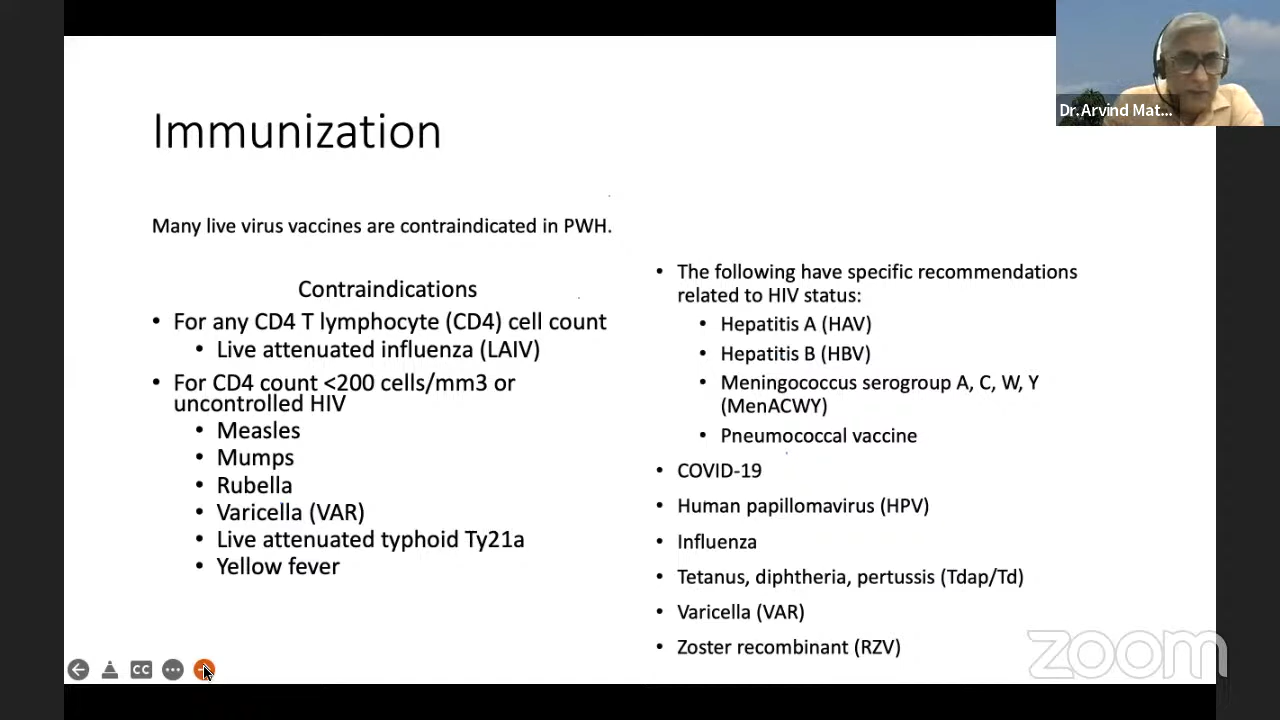 Dr.Arvind Mat...
Immunization
Many live virus vaccines are contraindicated in PWH.
Contraindications
• For any CD4 T lymphocyte (CD4) cell count
• Live attenuated influenza (LAIV)
• For CD4 count <200 cells/mm3 or
uncontrolled HIV
• Measles
• Mumps
• Rubella
• Varicella (VAR)
• Live attenuated typhoid Ty21a
• Yellow fever
• The following have specific recommendations
related to HIV status:
• Hepatitis A (HAV)
• Hepatitis B (HBV)
• Meningococcus serogroup A, C, W, Y
(MenACWY)
• Pneumococcal vaccine
• COVID-19
• Human papillomavirus (HPV)
• Influenza
• Tetanus, diphtheria, pertussis (Tdap/Td)
• Varicella (VAR)
• Zoster recombinant (RZV)
CC
zoom